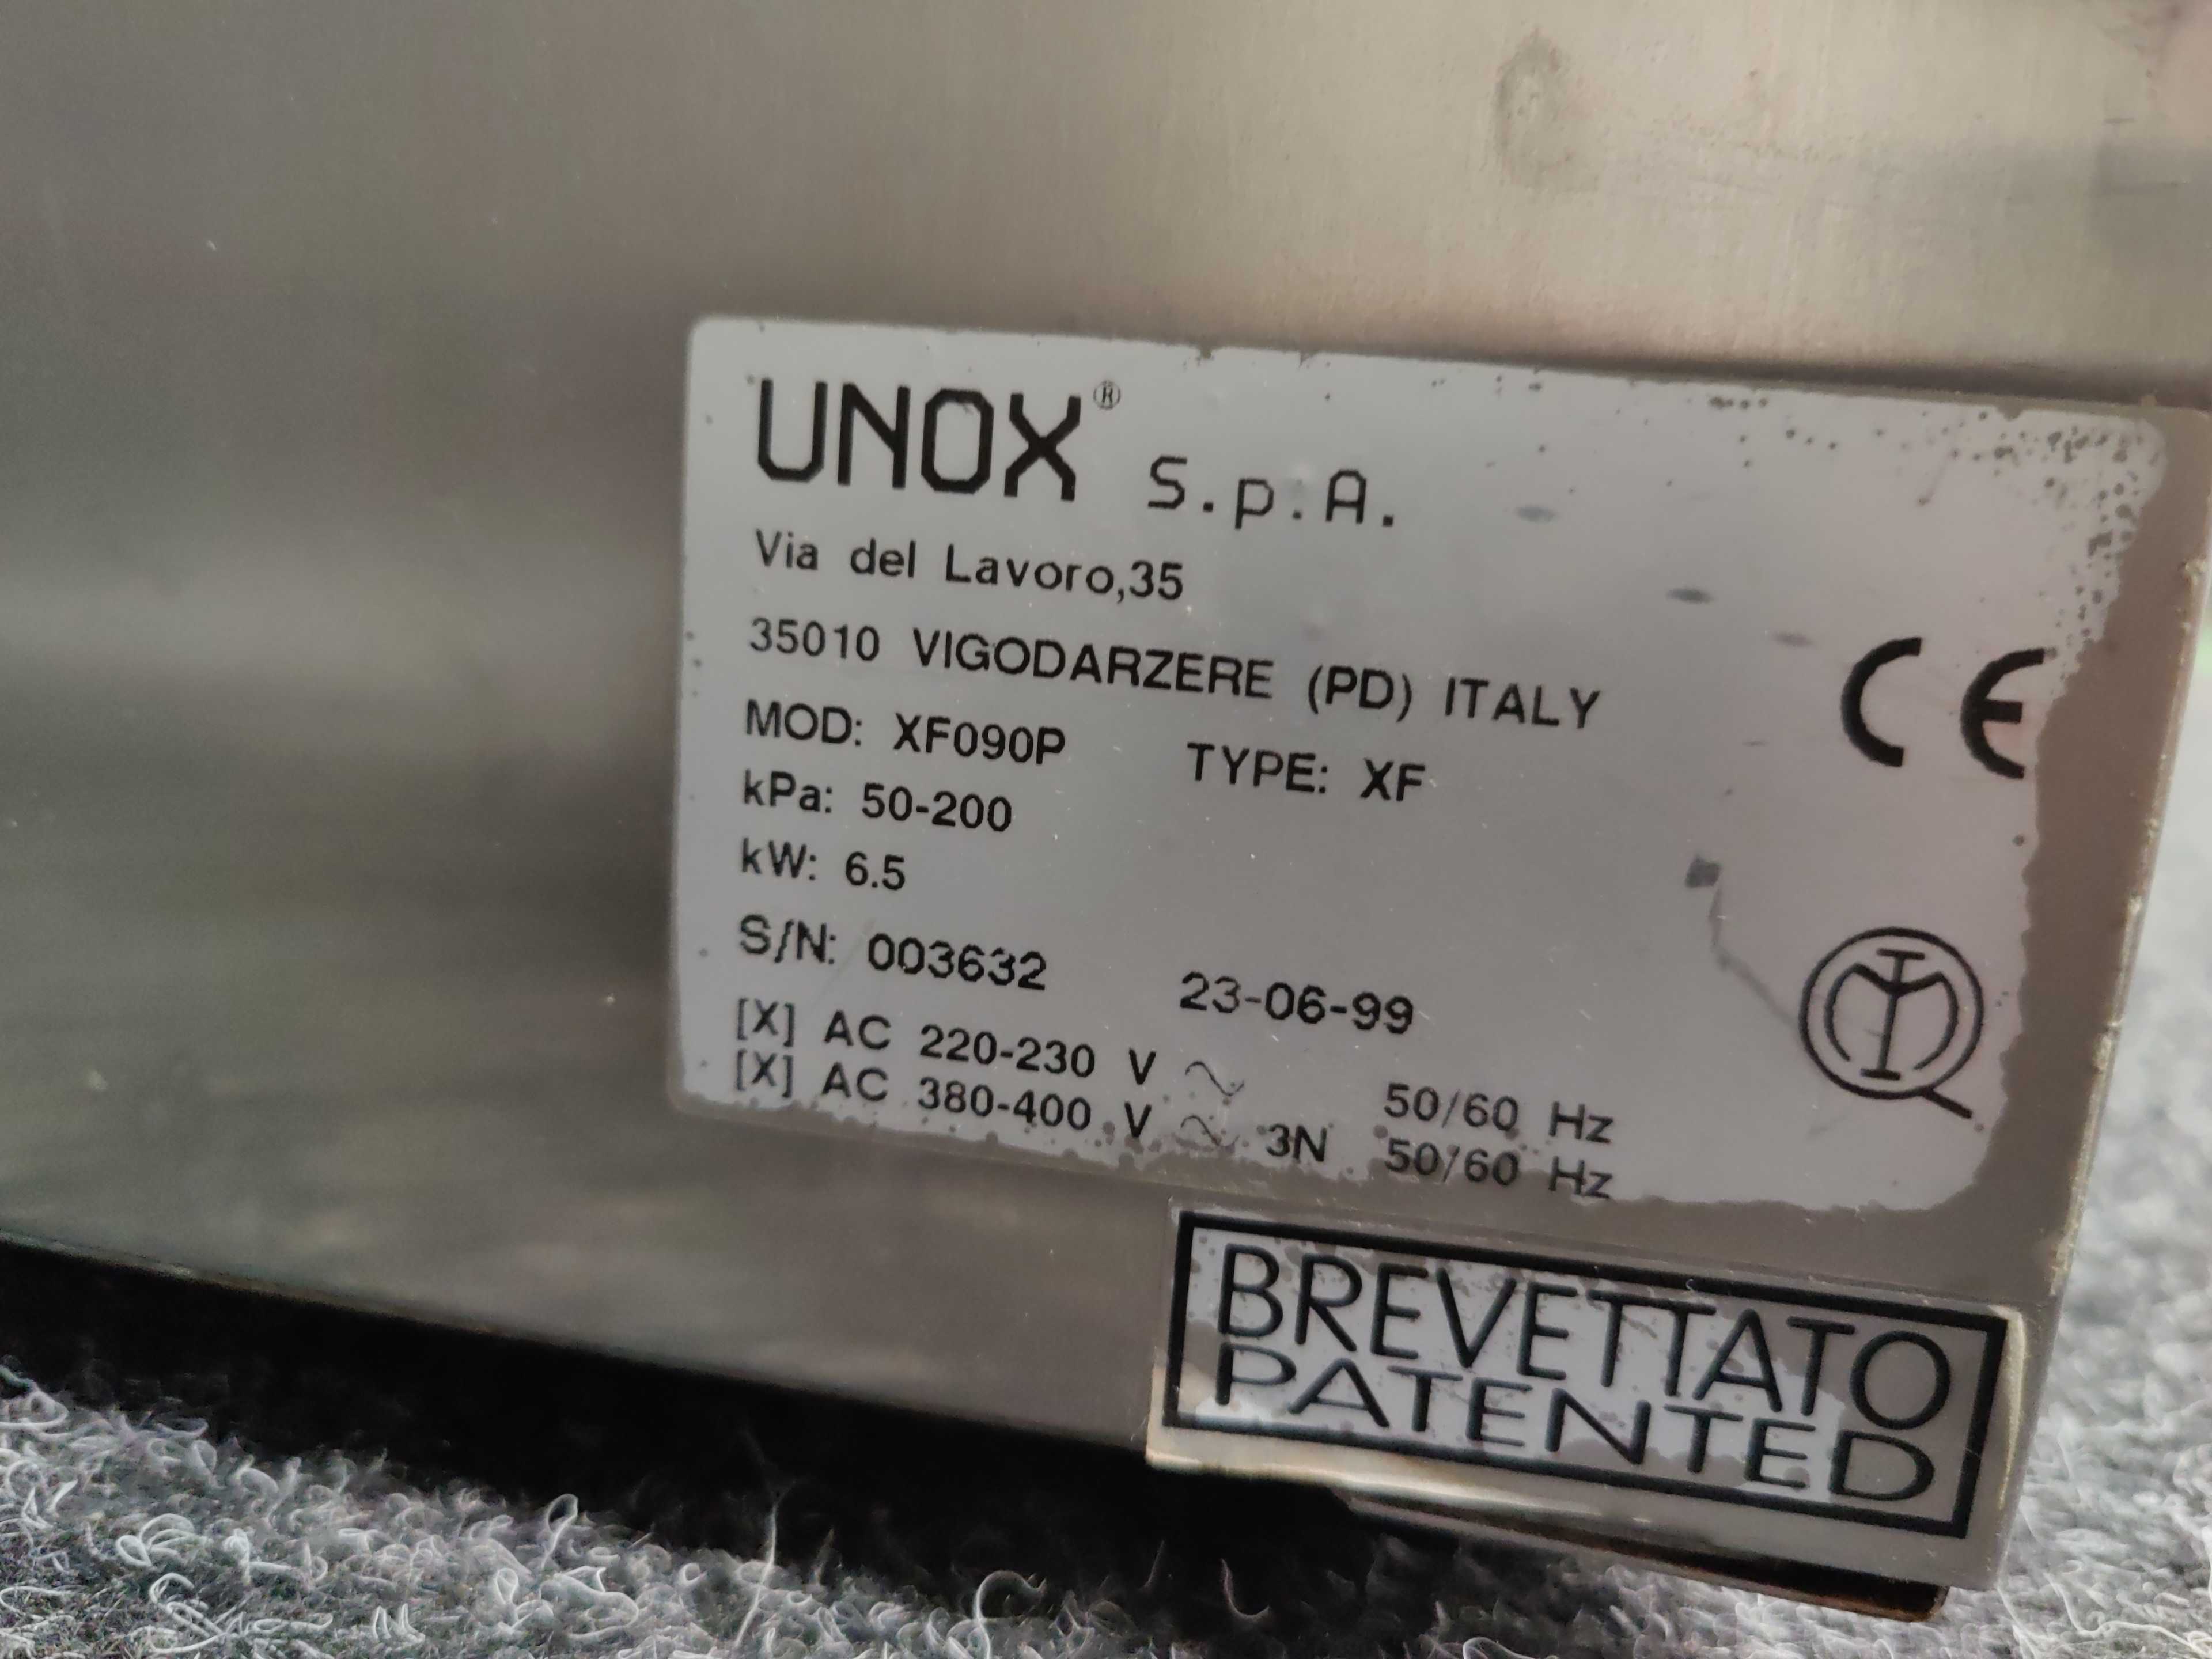 UNOX® S.p.A.
Via del Lavoro,35
35010 VIGODARZERE (PD) ITALY
MOD: XF090P TYPE: XF
kPa: 50-200
kW: 6.5
S/N: 003632 23-06-99
[X] AC 220-230 V ~ 50/60 Hz
[X] AC 380-400 V ~ 3N 50/60 Hz
CE
IMQ
BREVETTATO
PATENTED